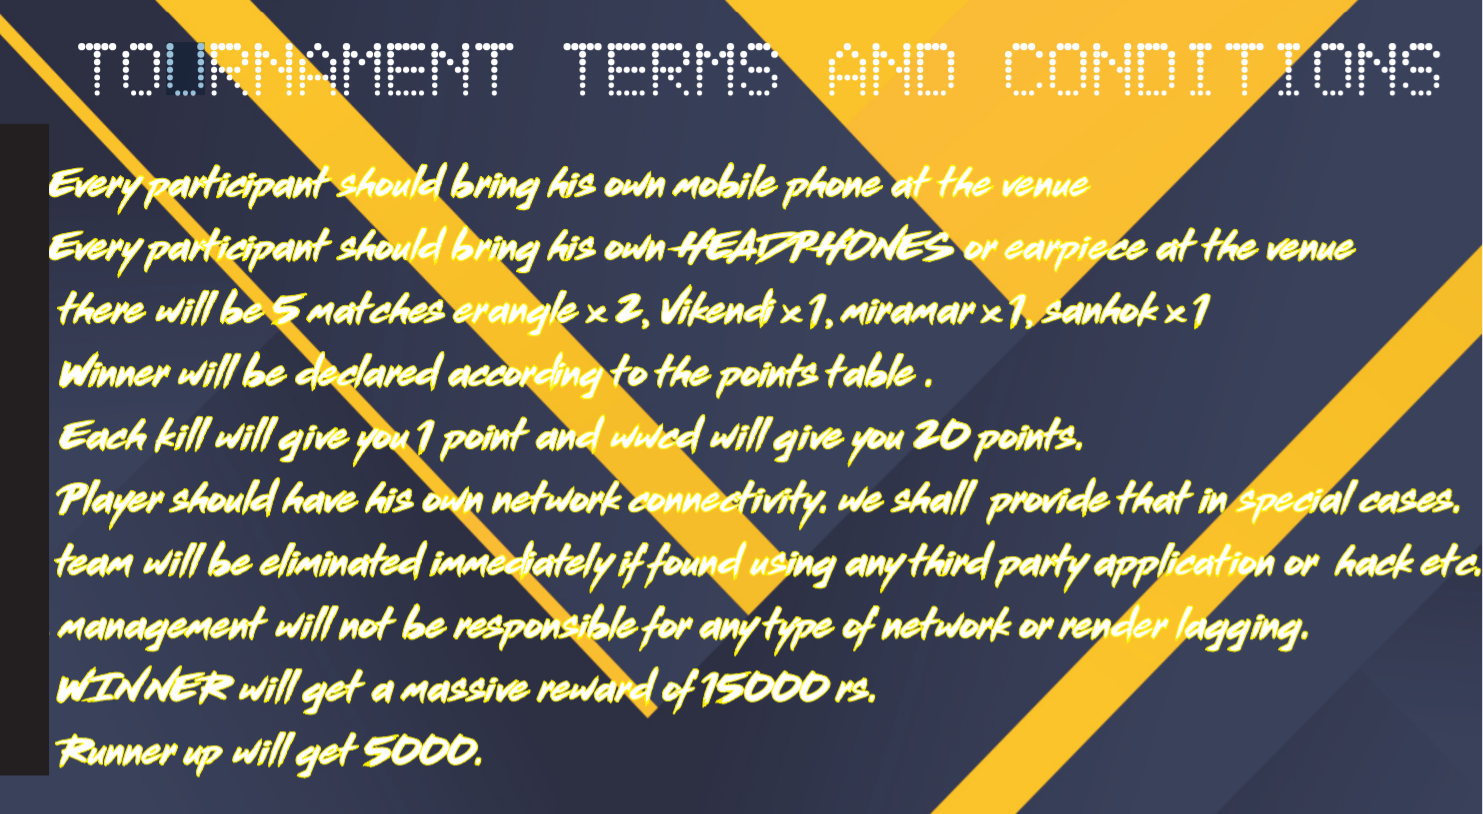 TOURNAMENT TERMS AND CONDITIONS
Every participant should bring his own mobile phone at the venue
Every participant should bring his own HEADPHONES or earpiece at the venue
there will be 5 matches erangle x 2, Vikendi x 1, miramar x 1, sanhok x 1
Winner will be declared according to the points table .
Each kill will give you 1 point and wwcd will give you 20 points.
Player should have his own network connectivity. we shall provide that in special cases.
team will be eliminated immediately if found using any third party application or hack etc.
management will not be responsible for any type of network or render lagging.
WINNER will get a massive reward of 15000 rs.
Runner up will get 5000.